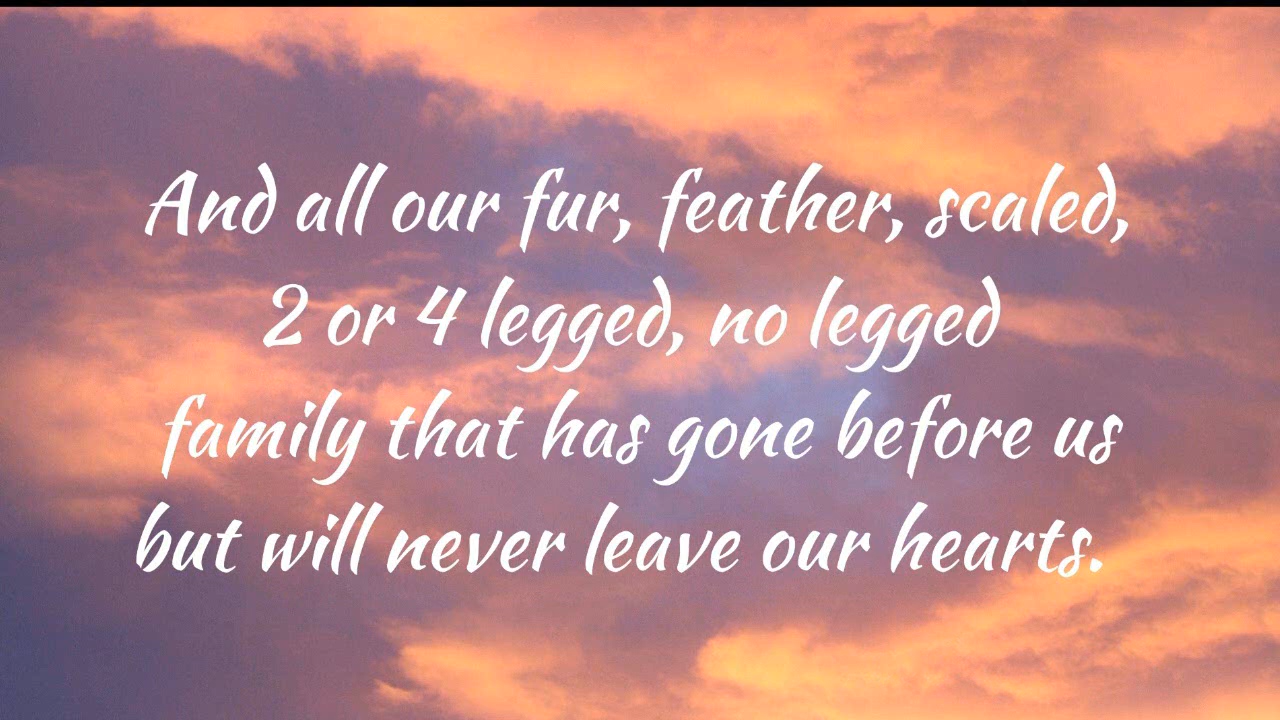 And all our fur, feather, scaled,
2 or 4 legged, no legged
family that has gone before us
but will never leave our hearts.